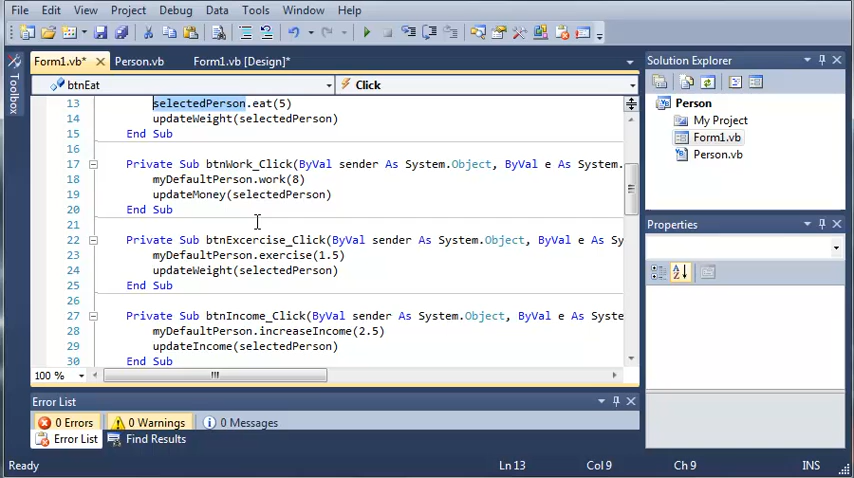 File Edit View Project Debug Data Tools Window Help
Form1.vb* Person.vb Form1.vb [Design]*
Solution Explorer
btnEat Click
Toolbox
13 selectedPerson.eat(5)
14 updateWeight(selectedPerson)
15 End Sub
16
17 Private Sub btnWork_Click(ByVal sender As System.Object, ByVal e As System.
18 myDefaultPerson.work(8)
19 updateMoney(selectedPerson)
20 End Sub
21
22 Private Sub btnExcercise_Click(ByVal sender As System.Object, ByVal e As Sy
23 myDefaultPerson.exercise(1.5)
24 updateWeight(selectedPerson)
25 End Sub
26
27 Private Sub btnIncome_Click(ByVal sender As System.Object, ByVal e As Syste
28 myDefaultPerson.increaseIncome(2.5)
29 updateIncome(selectedPerson)
30 End Sub
100 %
Person
My Project
Form1.vb
Person.vb
Properties
Error List
0 Errors 0 Warnings 0 Messages
Error List Find Results
Ready Ln 13 Col 9 Ch 9 INS